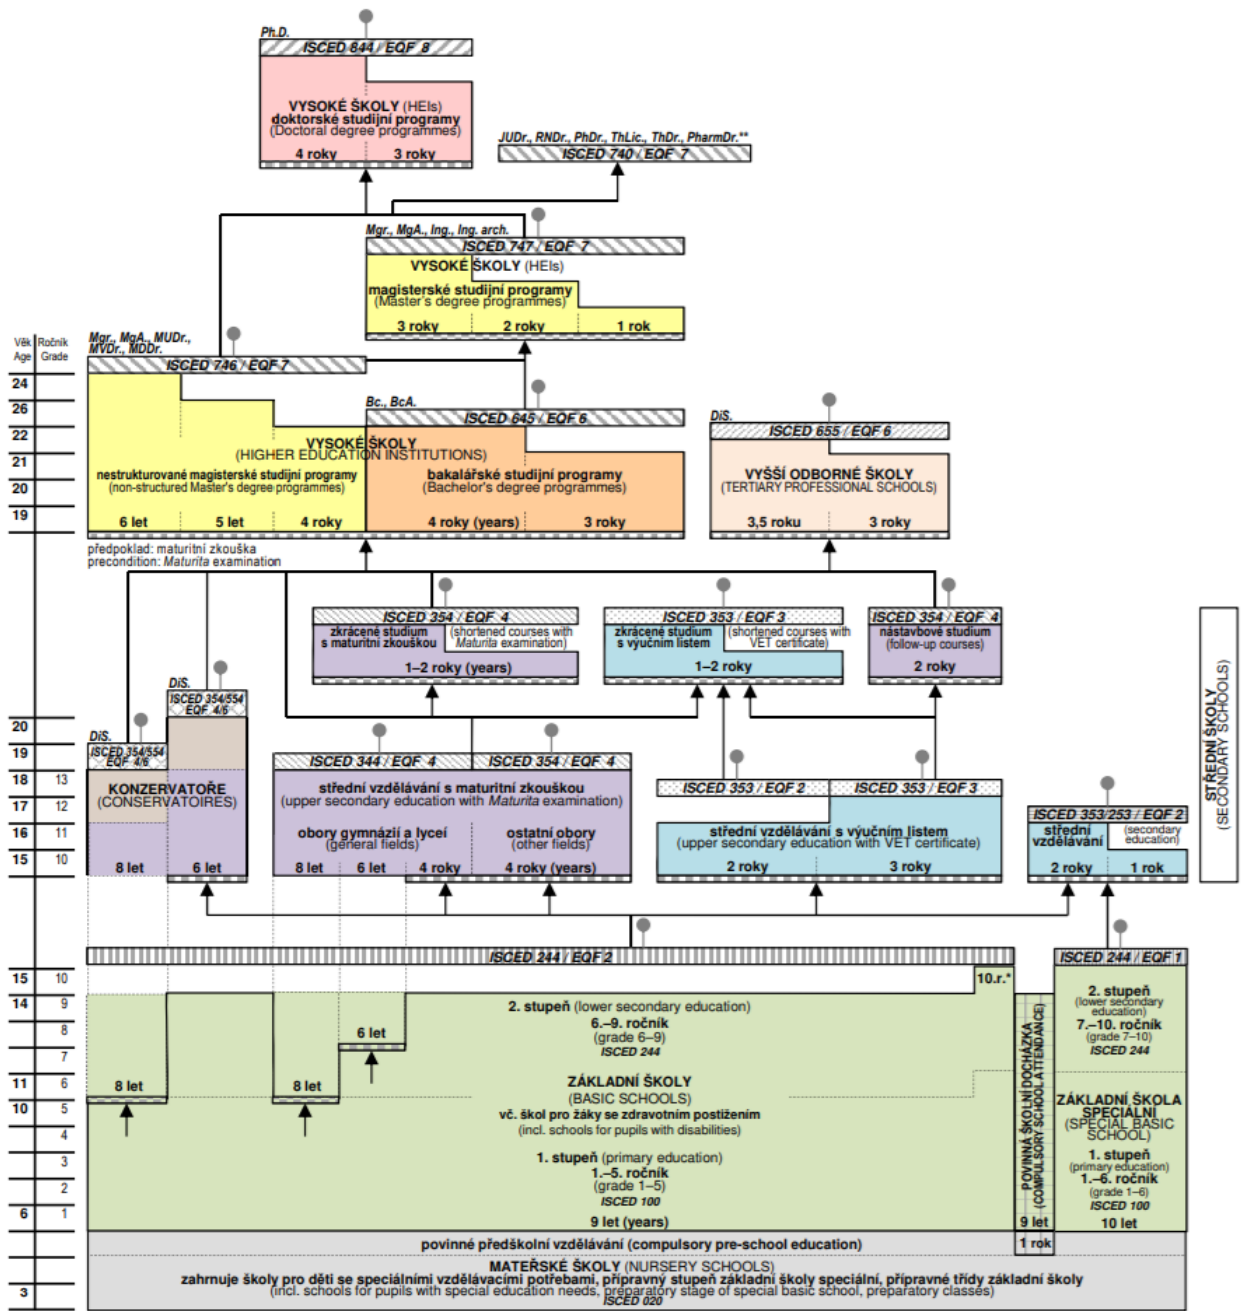 Ph.D.
ISCED 844 / EQF 8
VYSOKÉ ŠKOLY (HEIs)
doktorské studijní programy
(Doctoral degree programmes)
4 roky 3 roky
JUDr., RNDr., PhDr., ThLic., ThDr., PharmDr.**
ISCED 740 / EQF 7
Mgr., MgA., Ing., Ing. arch.
ISCED 747 / EQF 7
VYSOKÉ ŠKOLY (HEIs)
magisterské studijní programy
(Master's degree programmes)
3 roky 2 roky 1 rok
Věk Ročník
Age Grade
Mgr., MgA., MUDr.,
MVDr., MDDr.
ISCED 746 / EQF 7
24
26
22
21
20
19
Bc., BcA.
ISCED 645 / EQF 6
VYSOKÉ ŠKOLY
(HIGHER EDUCATION INSTITUTIONS)
nestrukturované magisterské studijní programy
(non-structured Master's degree programmes)
6 let 5 let 4 roky
bakalářské studijní programy
(Bachelor's degree programmes)
4 roky (years) 3 roky
DiS.
ISCED 655 / EQF 6
VYŠŠÍ ODBORNÉ ŠKOLY
(TERTIARY PROFESSIONAL SCHOOLS)
3,5 roku 3 roky
předpoklad: maturitní zkouška
precondition: Maturita examination
ISCED 354 / EQF 4
zkrácené studium
s maturitní zkouškou
(shortened courses with
Maturita examination)
1–2 roky (years)
ISCED 353 / EQF 3
zkrácené studium
s výučním listem
(shortened courses with
VET certificate)
1–2 roky
ISCED 354 / EQF 4
nástavbové studium
(follow-up courses)
2 roky
STŘEDNÍ ŠKOLY
(SECONDARY SCHOOLS)
20
19
18 13
17 12
16 11
15 10
DiS.
ISCED 354/554
EQF 4/6
DiS.
ISCED 354/554
EQF 4/6
KONZERVATOŘE
(CONSERVATOIRES)
8 let 6 let
ISCED 344 / EQF 4
ISCED 354 / EQF 4
střední vzdělávání s maturitní zkouškou
(upper secondary education with Maturita examination)
obory gymnázií a lyceí
(general fields)
ostatní obory
(other fields)
8 let 6 let 4 roky 4 roky (years)
ISCED 353 / EQF 2
ISCED 353 / EQF 3
střední vzdělávání s výučním listem
(upper secondary education with VET certificate)
2 roky 3 roky
ISCED 353/253 / EQF 2
střední
vzdělávání
(secondary
education)
2 roky 1 rok
ISCED 244 / EQF 2
ISCED 244 / EQF 1
15 10
14 9
8
7
11 6
10 5
4
3
2
6 1
3
10.r.*
2. stupeň (lower secondary education)
6.–9. ročník
(grade 6–9)
ISCED 244
6 let
8 let
8 let
ZÁKLADNÍ ŠKOLY
(BASIC SCHOOLS)
vč. škol pro žáky se zdravotním postižením
(incl. schools for pupils with disabilities)
1. stupeň (primary education)
1.–5. ročník
(grade 1–5)
ISCED 100
9 let (years)
POVINNÁ ŠKOLNÍ DOCHÁZKA
(COMPULSORY SCHOOL ATTENDANCE)
9 let
1 rok
2. stupeň
(lower secondary
education)
7.–10. ročník
(grade 7–10)
ISCED 244
ZÁKLADNÍ ŠKOLA
SPECIÁLNÍ
(SPECIAL BASIC
SCHOOL)
1. stupeň
(primary education)
1.–6. ročník
(grade 1–6)
ISCED 100
10 let
povinné předškolní vzdělávání (compulsory pre-school education)
MATEŘSKÉ ŠKOLY (NURSERY SCHOOLS)
zahrnuje školy pro děti se speciálními vzdělávacími potřebami, přípravný stupeň základní školy speciální, přípravné třídy základní školy
(incl. schools for pupils with special education needs, preparatory stage of special basic school, preparatory classes)
ISCED 020